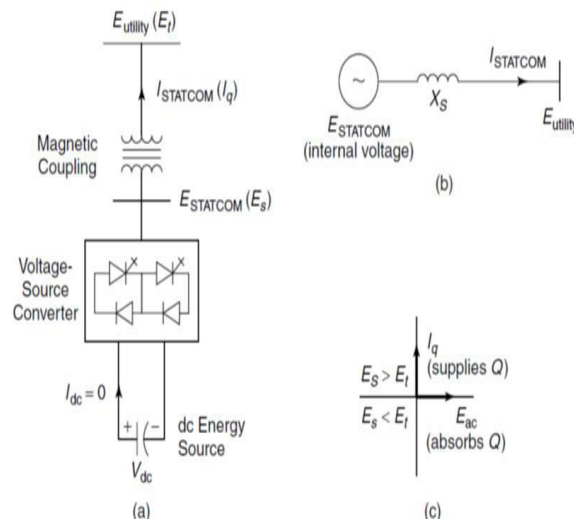 E_utility (E_t)
I_STATCOM (I_q)
Magnetic
Coupling
E_STATCOM (E_s)
Voltage-
Source
Converter
I_dc = 0
+ −
dc Energy
Source
V_dc
(a)
I_STATCOM
~
X_S
E_STATCOM
(internal voltage)
E_utility
(b)
I_q
(supplies Q)
E_S > E_t
E_s < E_t
E_ac
(absorbs Q)
(c)